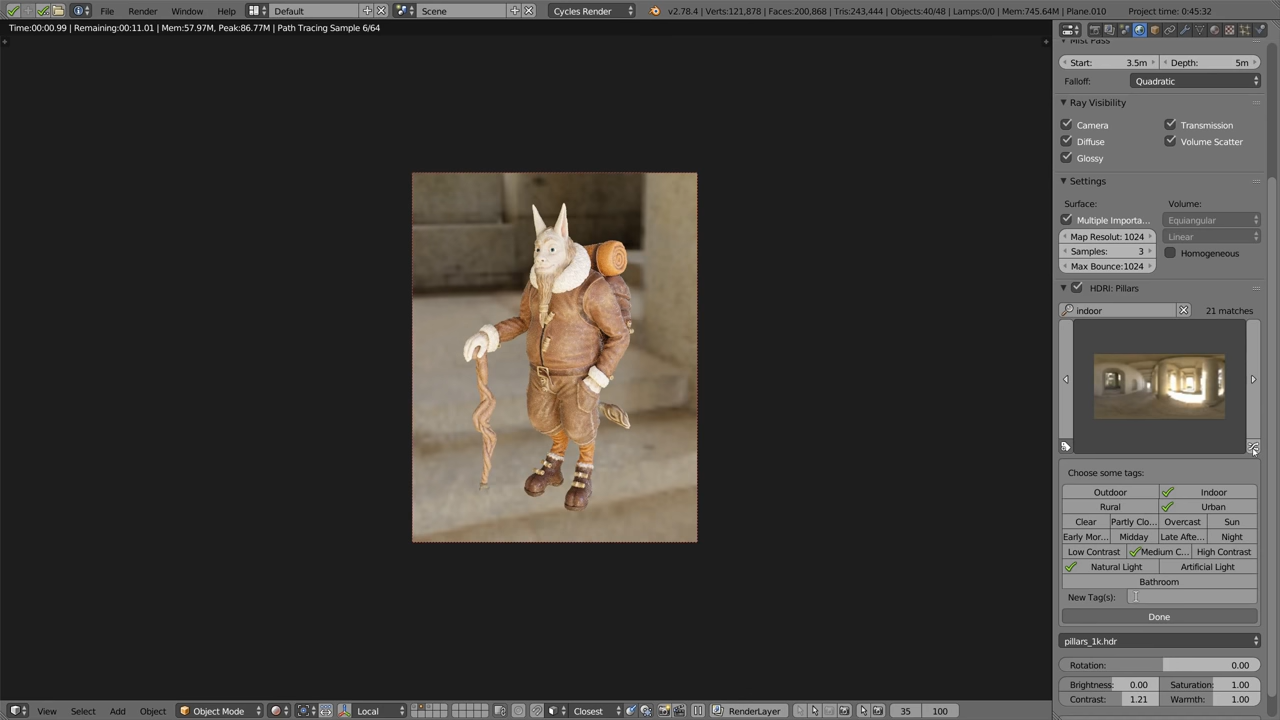 File Render Window Help Default Scene Cycles Render v2.78.4 | Verts:121,878 | Faces:200,868 | Tris:243,444 | Objects:40/48 | Lamps:0/0 | Mem:745.64M | Plane.010 Project time: 0:45:32
Time:00:00.99 | Remaining:00:11.01 | Mem:57.97M, Peak:86.77M | Path Tracing Sample 6/64
Mist Pass
Start: 3.5m Depth: 5m
Falloff: Quadratic
Ray Visibility
Camera Transmission
Diffuse Volume Scatter
Glossy
Settings
Surface: Volume:
Multiple Importa... Equiangular
Map Resolut: 1024 Linear
Samples: 3 Homogeneous
Max Bounce:1024
HDRI: Pillars
indoor 21 matches
Choose some tags:
Outdoor Indoor
Rural Urban
Clear Partly Clo... Overcast Sun
Early Mor... Midday Late Afte... Night
Low Contrast Medium C... High Contrast
Natural Light Artificial Light
Bathroom
New Tag(s):
Done
pillars_1k.hdr
Rotation: 0.00
Brightness: 0.00 Saturation: 1.00
Contrast: 1.21 Warmth: 1.00
View Select Add Object Object Mode Local Closest RenderLayer 35 100